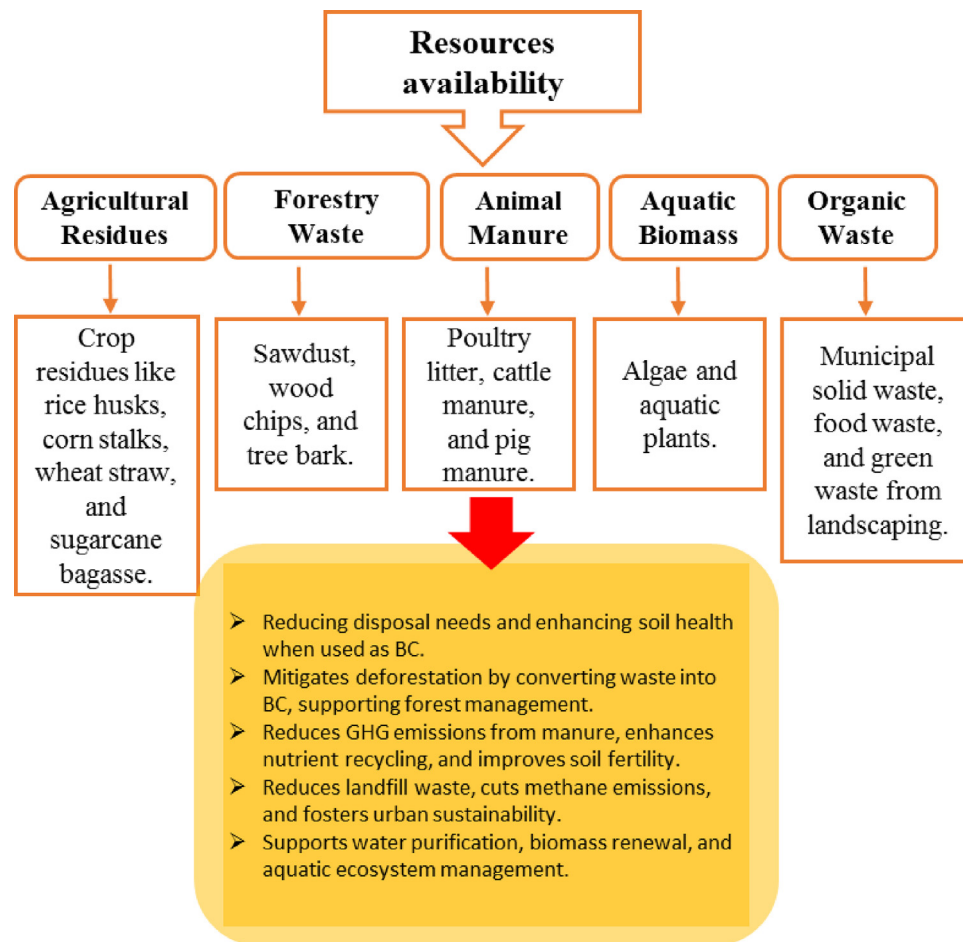 Resources
availability
Agricultural
Residues
Forestry
Waste
Animal
Manure
Aquatic
Biomass
Organic
Waste
Crop
residues like
rice husks,
corn stalks,
wheat straw,
and
sugarcane
bagasse.
Sawdust,
wood
chips, and
tree bark.
Poultry
litter, cattle
manure,
and pig
manure.
Algae and
aquatic
plants.
Municipal
solid waste,
food waste,
and green
waste from
landscaping.
➢ Reducing disposal needs and enhancing soil health
when used as BC.
➢ Mitigates deforestation by converting waste into
BC, supporting forest management.
➢ Reduces GHG emissions from manure, enhances
nutrient recycling, and improves soil fertility.
➢ Reduces landfill waste, cuts methane emissions,
and fosters urban sustainability.
➢ Supports water purification, biomass renewal, and
aquatic ecosystem management.